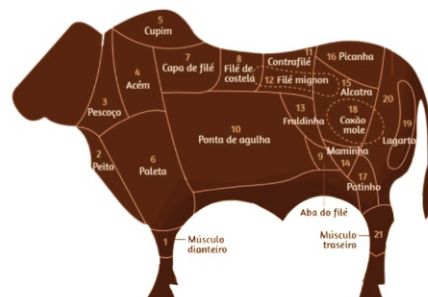 5
Cupim
7
Capa de filé
8
Filé de
costela
11
Contrafilé
12 Filé mignon
16 Picanha
15
Alcatra
4
Acém
3
Pescoço
2
Peito
6
Paleta
10
Ponta de agulha
13
Fraldinha
18
Coxão
mole
20
19
Lagarto
Maminha
9
14
17
Patinho
Aba do filé
1
Músculo
dianteiro
Músculo
traseiro
21